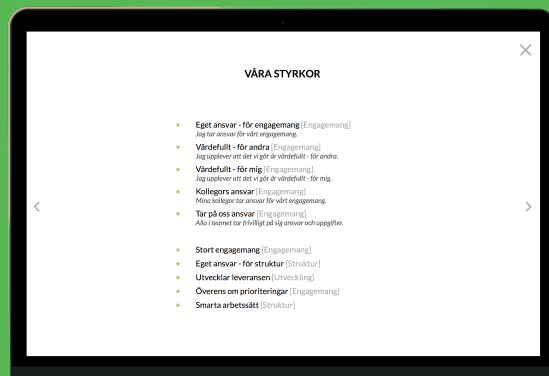 VÅRA STYRKOR
Eget ansvar - för engagemang [Engagemang]
Jag tar ansvar för vårt engagemang.
Värdefullt - för andra [Engagemang]
Jag upplever att det vi gör är värdefullt - för andra.
Värdefullt - för mig [Engagemang]
Jag upplever att det vi gör är värdefullt - för mig.
Kollegors ansvar [Engagemang]
Mina kollegor tar ansvar för vårt engagemang.
Tar på oss ansvar [Engagemang]
Alla i teamet tar frivilligt på sig ansvar och uppgifter.
Stort engagemang [Engagemang]
Eget ansvar - för struktur [Struktur]
Utvecklar leveransen [Utveckling]
Överens om prioriteringar [Engagemang]
Smarta arbetssätt [Struktur]